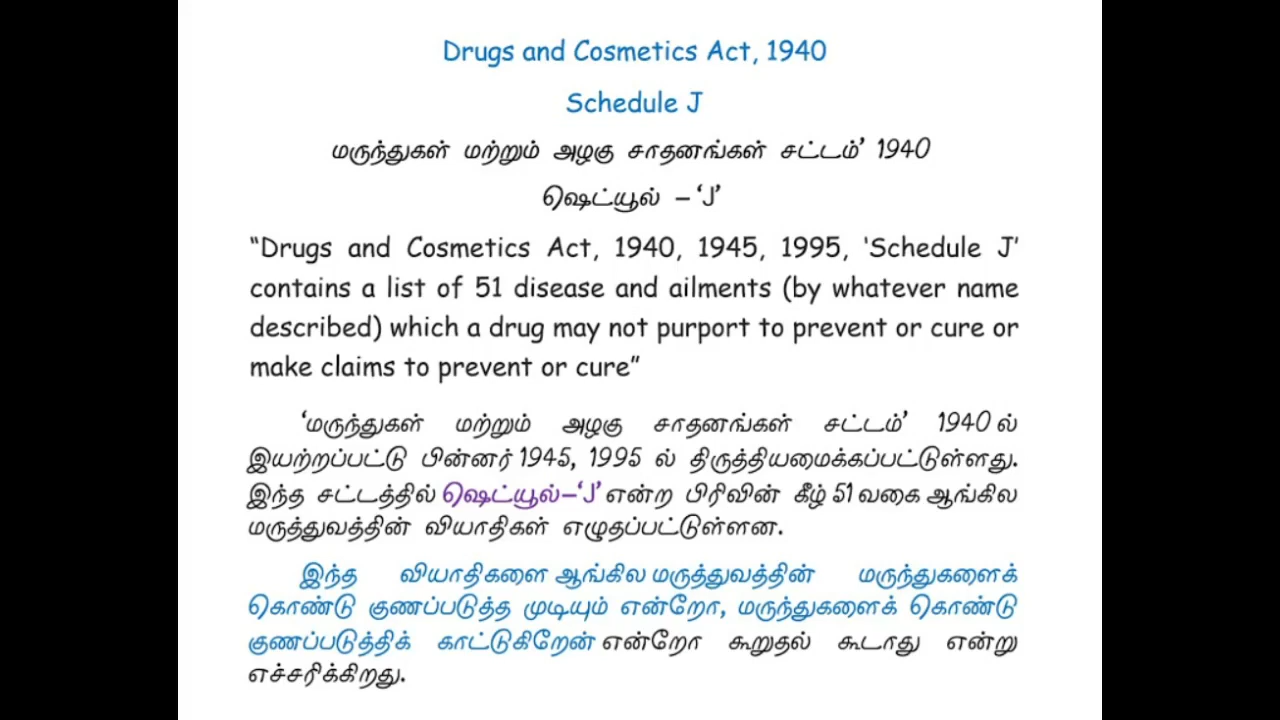 Drugs and Cosmetics Act, 1940
Schedule J
மருந்துகள் மற்றும் அழகு சாதனங்கள் சட்டம்’ 1940
ஷெட்யூல் – ‘J’
“Drugs and Cosmetics Act, 1940, 1945, 1995, ‘Schedule J’
contains a list of 51 disease and ailments (by whatever name
described) which a drug may not purport to prevent or cure or
make claims to prevent or cure”
‘மருந்துகள் மற்றும் அழகு சாதனங்கள் சட்டம்’ 1940 ல்
இயற்றப்பட்டு பின்னர் 1945, 1995 ல் திருத்தியமைக்கப்பட்டுள்ளது.
இந்த சட்டத்தில் ஷெட்யூல்–‘J’ என்ற பிரிவின் கீழ் 51 வகை ஆங்கில
மருத்துவத்தின் வியாதிகள் எழுதப்பட்டுள்ளன.
இந்த வியாதிகளை ஆங்கில மருத்துவத்தின் மருந்துகளைக்
கொண்டு குணப்படுத்த முடியும் என்றோ, மருந்துகளைக் கொண்டு
குணப்படுத்திக் காட்டுகிறேன் என்றோ கூறுதல் கூடாது என்று
எச்சரிக்கிறது.